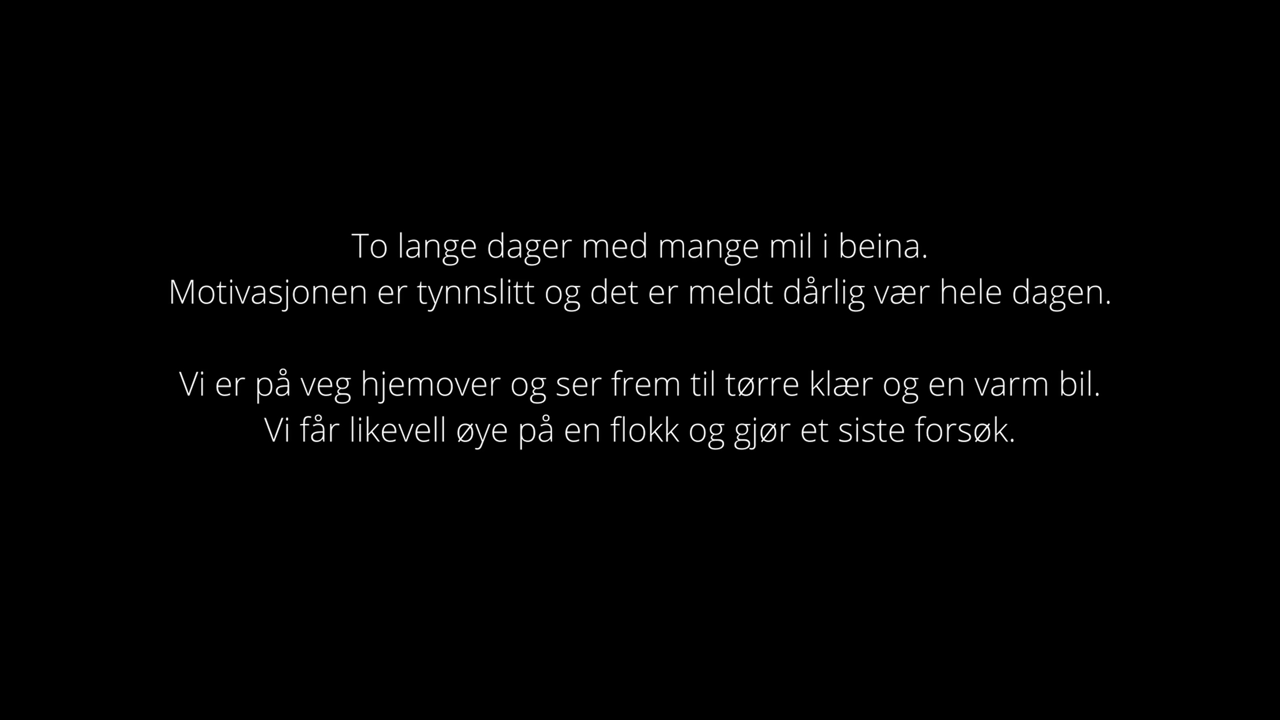 To lange dager med mange mil i beina.
Motivasjonen er tynnslitt og det er meldt dårlig vær hele dagen.
Vi er på veg hjemover og ser frem til tørre klær og en varm bil.
Vi får likevell øye på en flokk og gjør et siste forsøk.